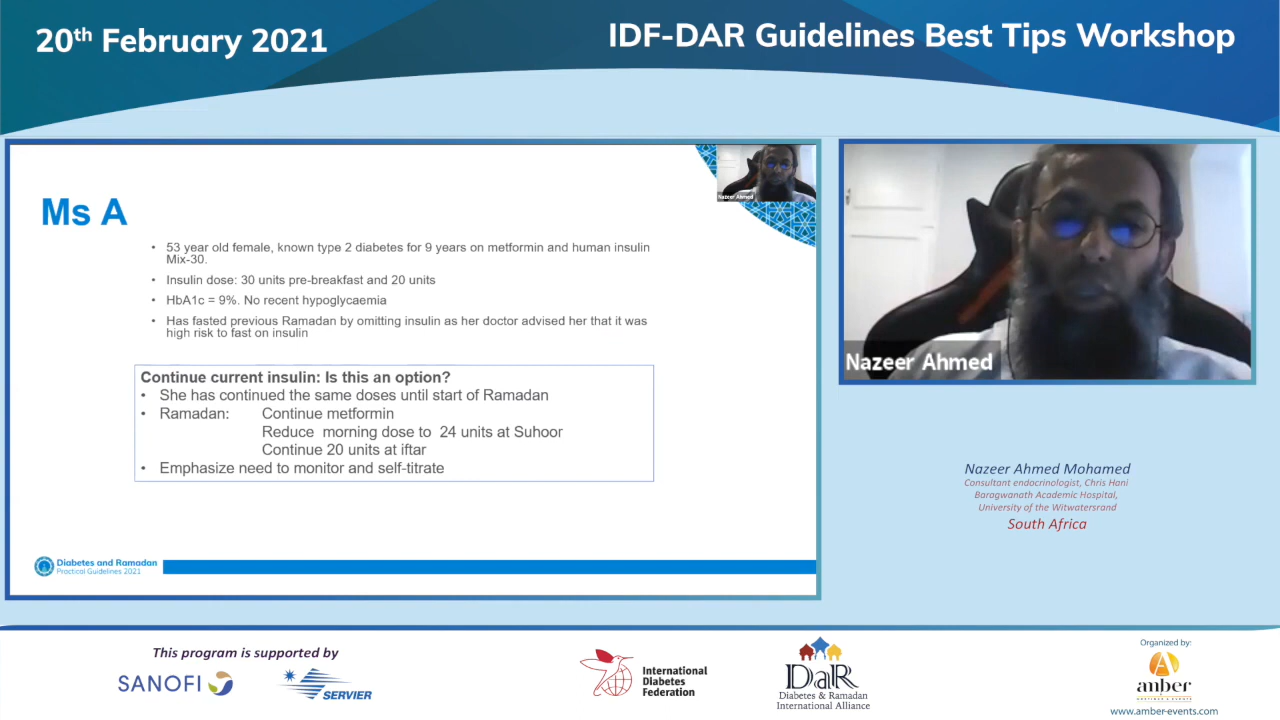 20th February 2021
IDF-DAR Guidelines Best Tips Workshop
Nazeer Ahmed
Ms A
• 53 year old female, known type 2 diabetes for 9 years on metformin and human insulin
Mix-30.
• Insulin dose: 30 units pre-breakfast and 20 units
• HbA1c = 9%. No recent hypoglycaemia
• Has fasted previous Ramadan by omitting insulin as her doctor advised her that it was
high risk to fast on insulin
Continue current insulin: Is this an option?
• She has continued the same doses until start of Ramadan
• Ramadan: Continue metformin
Reduce morning dose to 24 units at Suhoor
Continue 20 units at iftar
• Emphasize need to monitor and self-titrate
Diabetes and Ramadan
Practical Guidelines 2021
Nazeer Ahmed
Nazeer Ahmed Mohamed
Consultant endocrinologist, Chris Hani
Baragwanath Academic Hospital,
University of the Witwatersrand
South Africa
This program is supported by
SANOFI
SERVIER
International
Diabetes
Federation
DaR
Diabetes & Ramadan
International Alliance
Organized by:
anber
www.amber-events.com